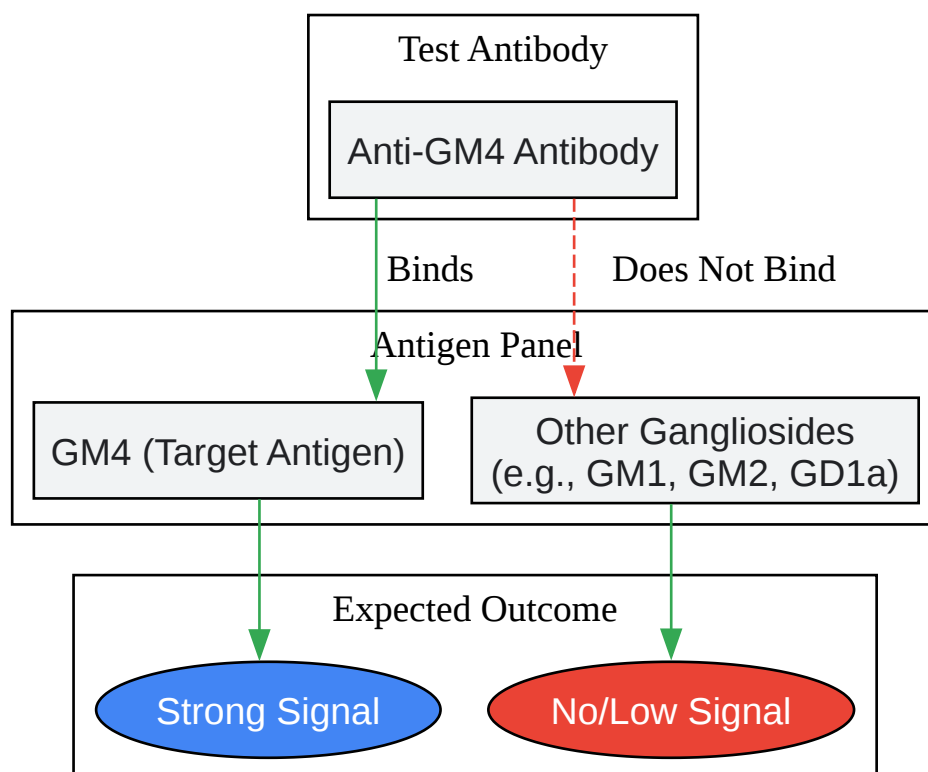 Test Antibody
Anti-GM4 Antibody
Binds
Does Not Bind
Antigen Panel
GM4 (Target Antigen)
Other Gangliosides
(e.g., GM1, GM2, GD1a)
Expected Outcome
Strong Signal
No/Low Signal